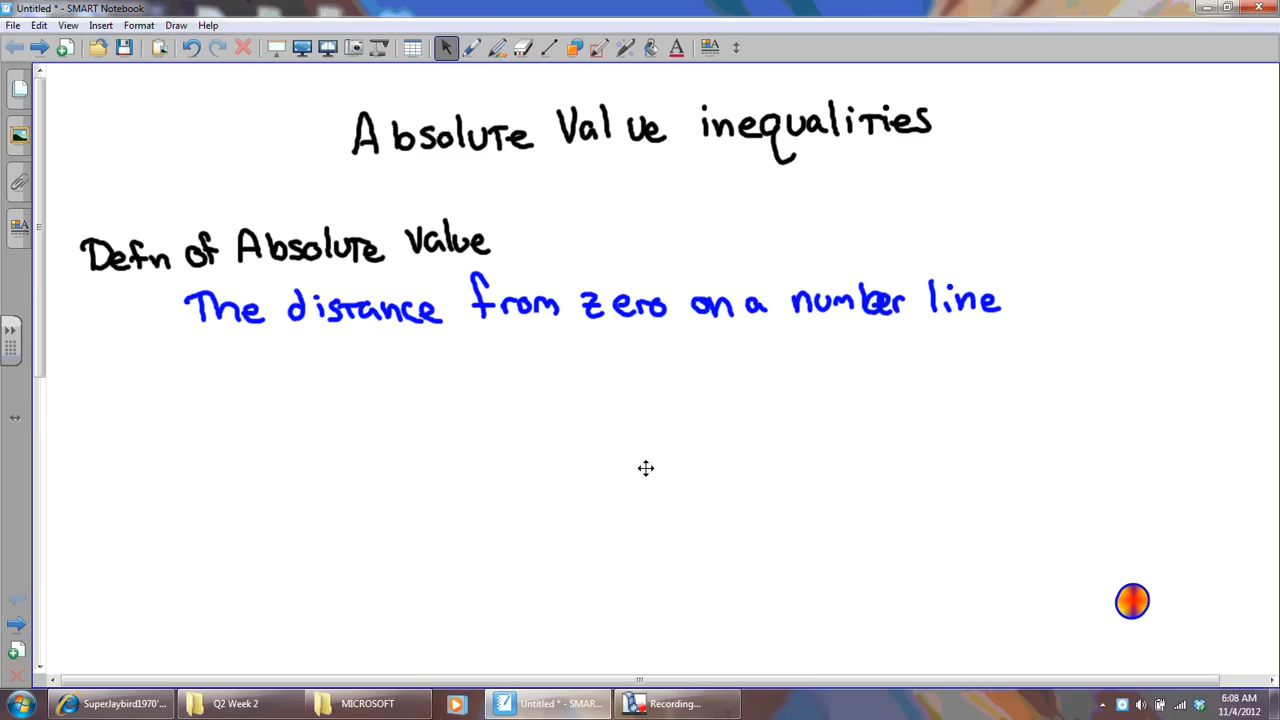 Untitled * - SMART Notebook
File Edit View Insert Format Draw Help
Absolute Value inequalities
Defn of Absolute Value
The distance from zero on a number line
SuperJaybird1970'... Q2 Week 2 MICROSOFT Untitled * - SMAR... Recording... 6:08 AM
11/4/2012